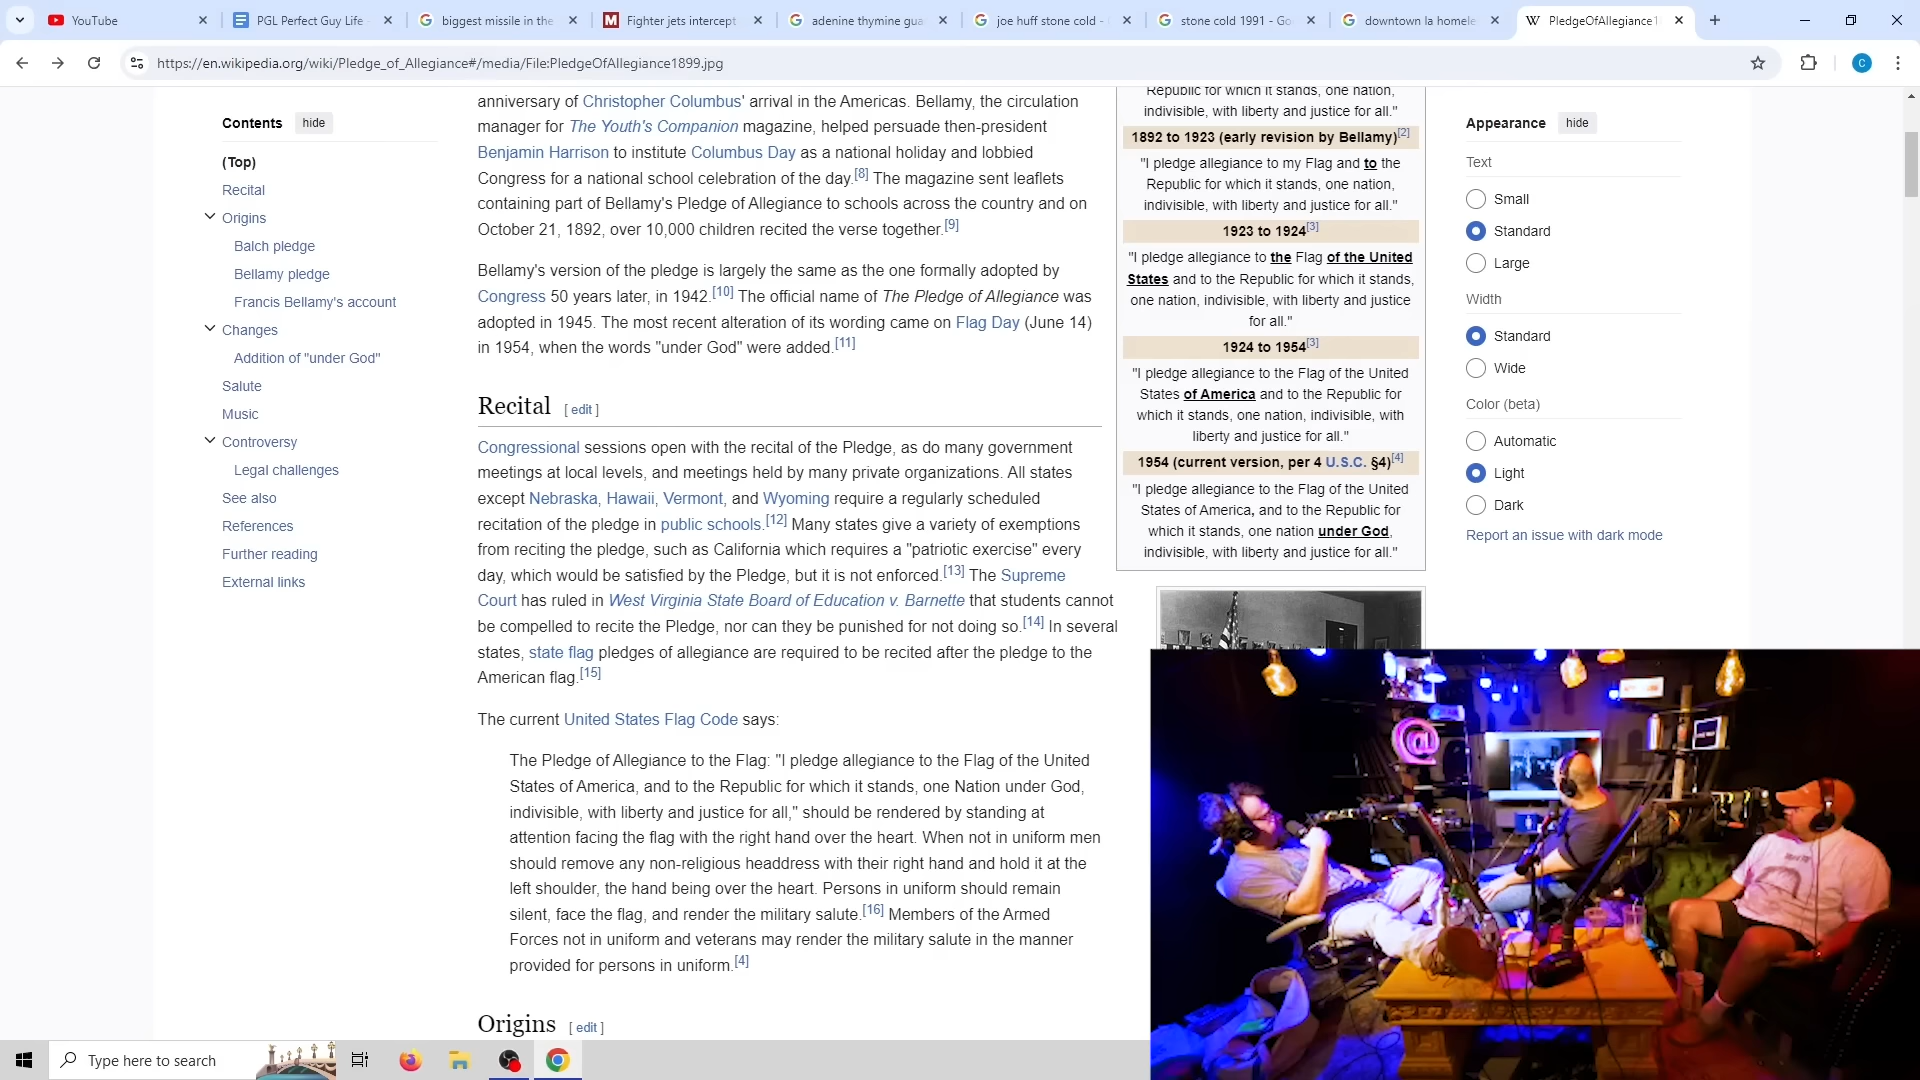 YouTube
PGL Perfect Guy Life
biggest missile in the
Fighter jets intercept
adenine thymine gua
joe huff stone cold -
stone cold 1991 - Go
downtown la homele
PledgeOfAllegiance1
https://en.wikipedia.org/wiki/Pledge_of_Allegiance#/media/File:PledgeOfAllegiance1899.jpg
C
Contents hide
(Top)
Recital
Origins
Balch pledge
Bellamy pledge
Francis Bellamy's account
Changes
Addition of "under God"
Salute
Music
Controversy
Legal challenges
See also
References
Further reading
External links
anniversary of Christopher Columbus' arrival in the Americas. Bellamy, the circulation
manager for The Youth's Companion magazine, helped persuade then-president
Benjamin Harrison to institute Columbus Day as a national holiday and lobbied
Congress for a national school celebration of the day.[8] The magazine sent leaflets
containing part of Bellamy's Pledge of Allegiance to schools across the country and on
October 21, 1892, over 10,000 children recited the verse together.[9]
Bellamy's version of the pledge is largely the same as the one formally adopted by
Congress 50 years later, in 1942.[10] The official name of The Pledge of Allegiance was
adopted in 1945. The most recent alteration of its wording came on Flag Day (June 14)
in 1954, when the words "under God" were added.[11]
Recital [ edit ]
Congressional sessions open with the recital of the Pledge, as do many government
meetings at local levels, and meetings held by many private organizations. All states
except Nebraska, Hawaii, Vermont, and Wyoming require a regularly scheduled
recitation of the pledge in public schools.[12] Many states give a variety of exemptions
from reciting the pledge, such as California which requires a "patriotic exercise" every
day, which would be satisfied by the Pledge, but it is not enforced.[13] The Supreme
Court has ruled in West Virginia State Board of Education v. Barnette that students cannot
be compelled to recite the Pledge, nor can they be punished for not doing so.[14] In several
states, state flag pledges of allegiance are required to be recited after the pledge to the
American flag.[15]
The current United States Flag Code says:
The Pledge of Allegiance to the Flag: "I pledge allegiance to the Flag of the United
States of America, and to the Republic for which it stands, one Nation under God,
indivisible, with liberty and justice for all," should be rendered by standing at
attention facing the flag with the right hand over the heart. When not in uniform men
should remove any non-religious headdress with their right hand and hold it at the
left shoulder, the hand being over the heart. Persons in uniform should remain
silent, face the flag, and render the military salute.[16] Members of the Armed
Forces not in uniform and veterans may render the military salute in the manner
provided for persons in uniform.[4]
Origins [ edit ]
Republic for which it stands, one nation,
indivisible, with liberty and justice for all."
1892 to 1923 (early revision by Bellamy)[2]
"I pledge allegiance to my Flag and to the
Republic for which it stands, one nation,
indivisible, with liberty and justice for all."
1923 to 1924[3]
"I pledge allegiance to the Flag of the United
States and to the Republic for which it stands,
one nation, indivisible, with liberty and justice
for all."
1924 to 1954[3]
"I pledge allegiance to the Flag of the United
States of America and to the Republic for
which it stands, one nation, indivisible, with
liberty and justice for all."
1954 (current version, per 4 U.S.C. §4)[4]
"I pledge allegiance to the Flag of the United
States of America, and to the Republic for
which it stands, one nation under God,
indivisible, with liberty and justice for all."
Appearance hide
Text
Small
Standard
Large
Width
Standard
Wide
Color (beta)
Automatic
Light
Dark
Report an issue with dark mode
@
Type here to search